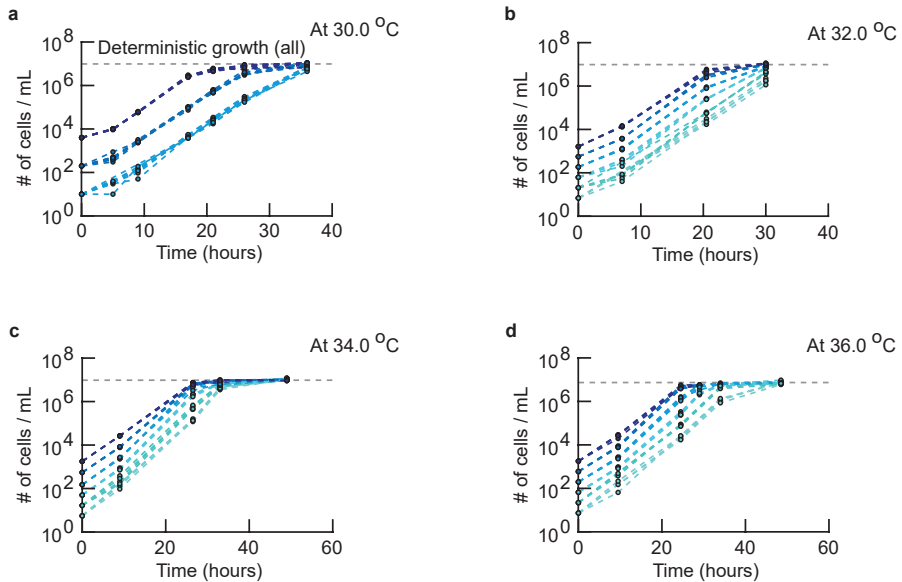 a
At 30.0 °C
Deterministic growth (all)
# of cells / mL
10^8
10^6
10^4
10^2
10^0
0 10 20 30 40
Time (hours)
b
At 32.0 °C
# of cells / mL
10^8
10^6
10^4
10^2
10^0
0 10 20 30 40
Time (hours)
c
At 34.0 °C
# of cells / mL
10^8
10^6
10^4
10^2
10^0
0 20 40 60
Time (hours)
d
At 36.0 °C
# of cells / mL
10^8
10^6
10^4
10^2
10^0
0 20 40 60
Time (hours)